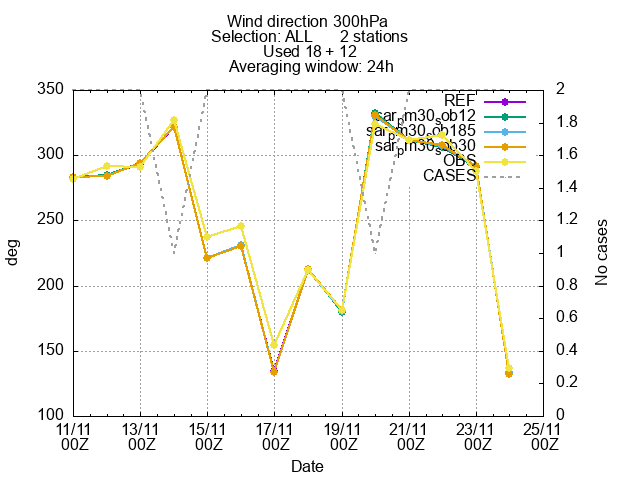 Wind direction 300hPa
Selection: ALL 2 stations
Used 18 + 12
Averaging window: 24h
350
300
250
200
150
100
deg
2
1.8
1.6
1.4
1.2
1
0.8
0.6
0.4
0.2
0
No cases
REF
sar_pm30_sob12
sar_pm30_sob185
sar_pm30_sob30
OBS
CASES
11/11 13/11 15/11 17/11 19/11 21/11 23/11 25/11
00Z 00Z 00Z 00Z 00Z 00Z 00Z 00Z
Date